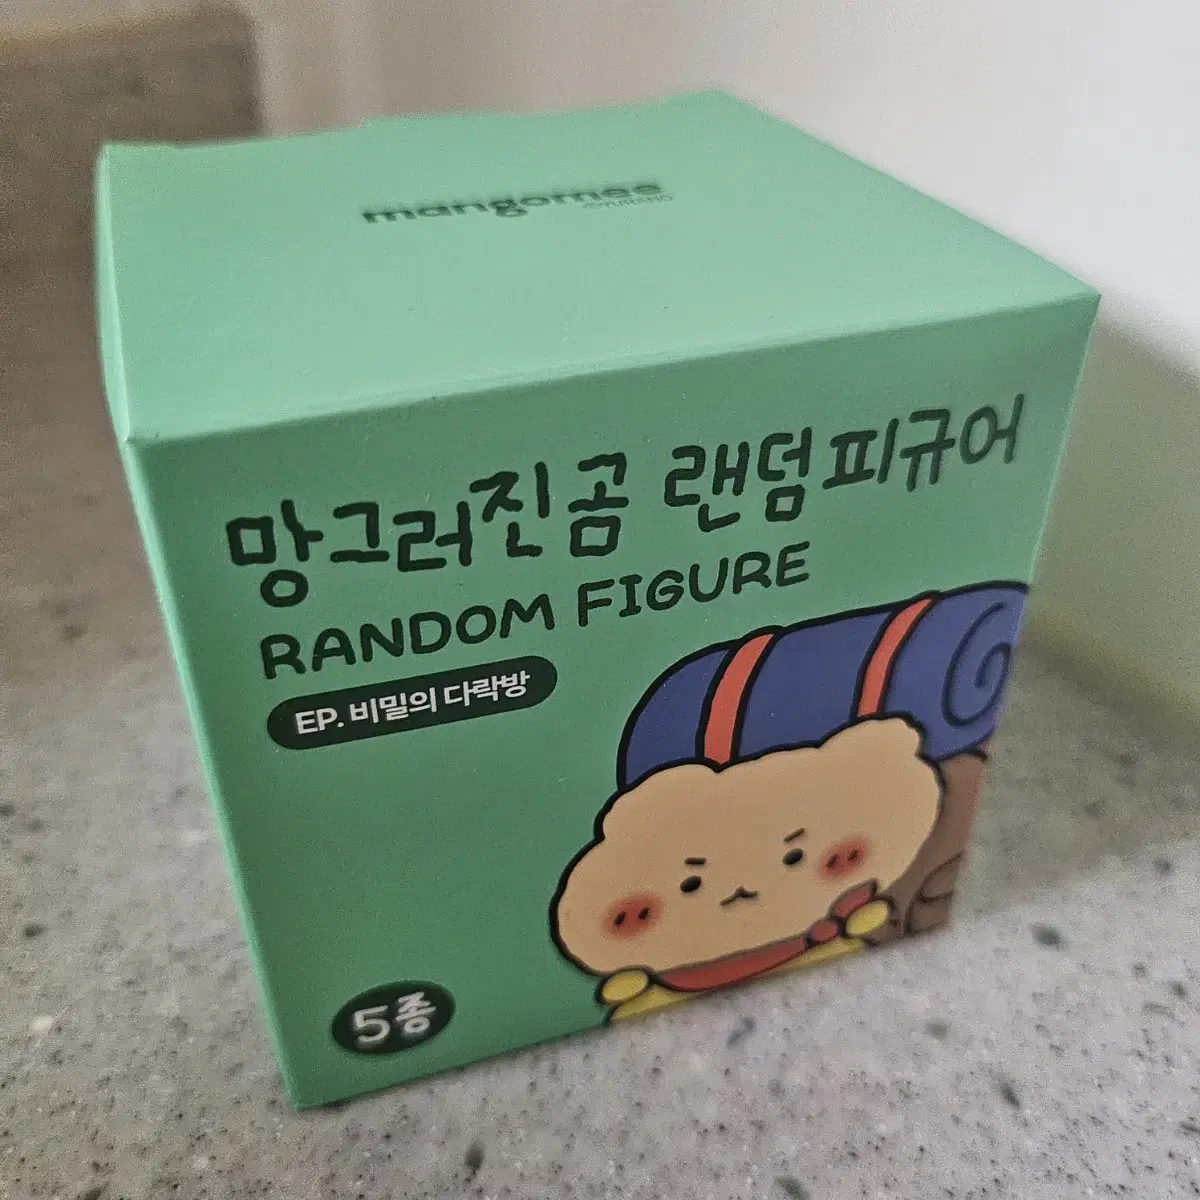 mangomee
망그러진곰 랜덤피규어
RANDOM FIGURE
EP. 비밀의 다락방
5종